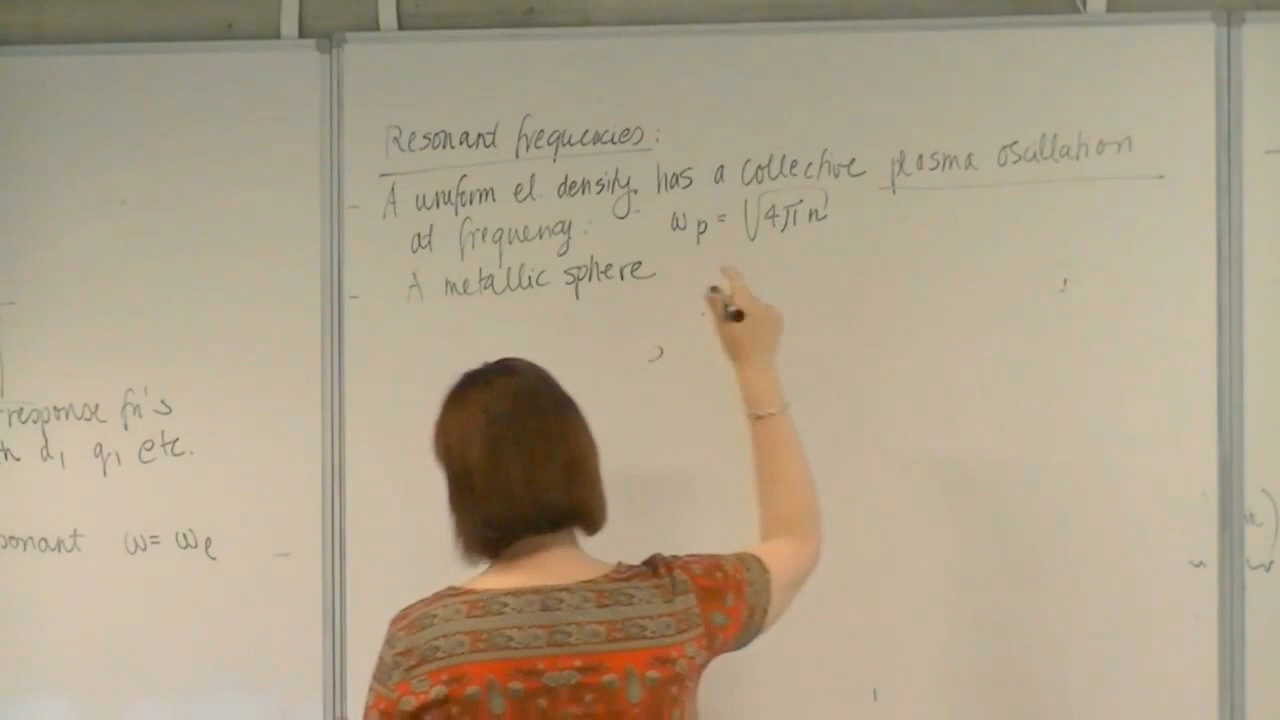 response fn's
d, q, etc.
onant ω = ωₑ
Resonant frequencies:
- A uniform el. density, has a collective plasma oscillation
at frequency: ωp = √4πn
- A metallic sphere